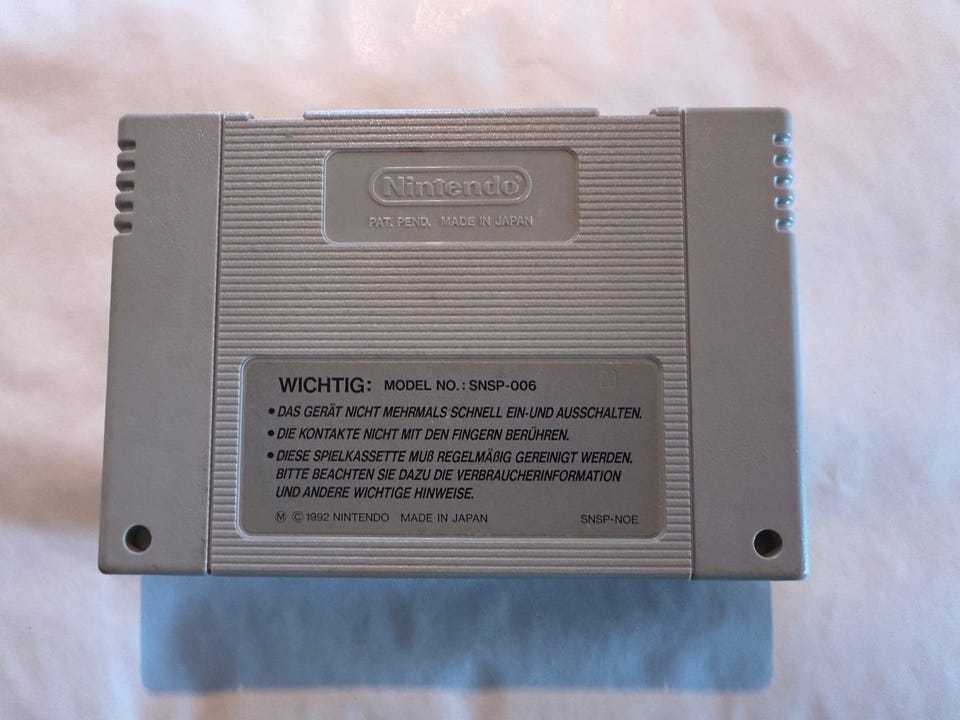 Nintendo®
PAT. PEND. MADE IN JAPAN
WICHTIG: MODEL NO.: SNSP-006
• DAS GERÄT NICHT MEHRMALS SCHNELL EIN-UND AUSSCHALTEN.
• DIE KONTAKTE NICHT MIT DEN FINGERN BERÜHREN.
• DIESE SPIELKASSETTE MUß REGELMÄßIG GEREINIGT WERDEN.
BITTE BEACHTEN SIE DAZU DIE VERBRAUCHERINFORMATION
UND ANDERE WICHTIGE HINWEISE.
Ⓜ © 1992 NINTENDO MADE IN JAPAN SNSP-NOE